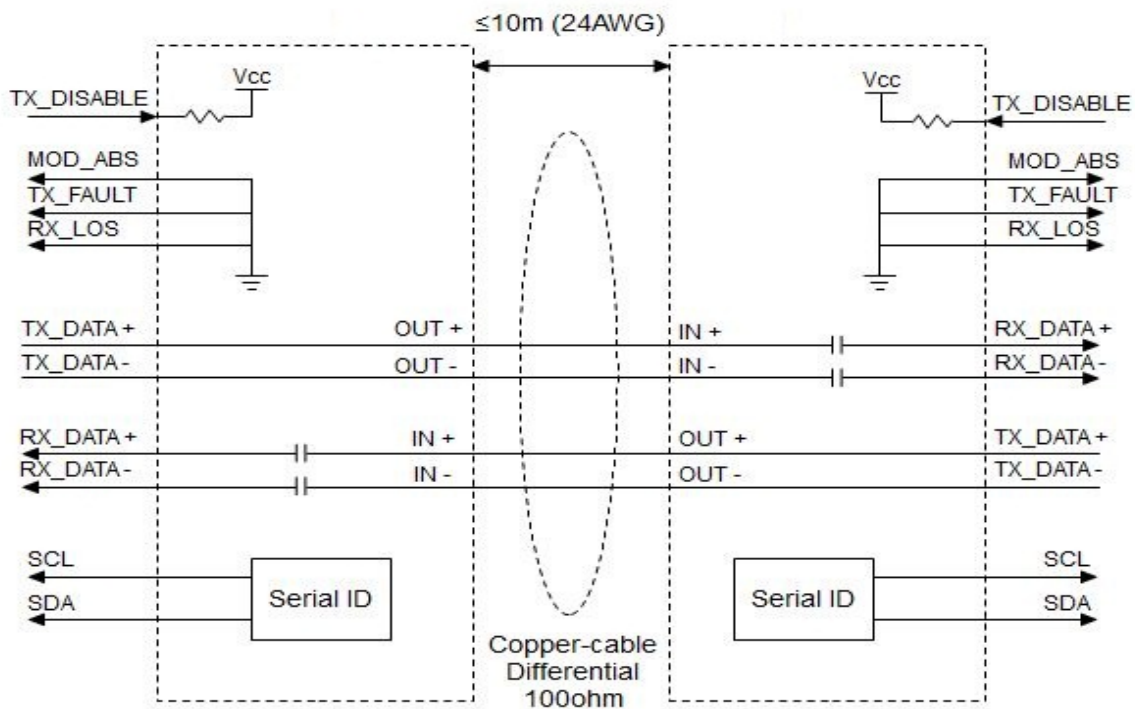 ≤10m (24AWG)
Vcc
Vcc
TX_DISABLE
TX_DISABLE
MOD_ABS
MOD_ABS
TX_FAULT
TX_FAULT
RX_LOS
RX_LOS
TX_DATA +
OUT +
IN +
RX_DATA +
TX_DATA -
OUT -
IN -
RX_DATA -
RX_DATA +
IN +
OUT +
TX_DATA +
RX_DATA -
IN -
OUT -
TX_DATA -
SCL
SCL
Serial ID
Serial ID
SDA
SDA
Copper-cable
Differential
100ohm